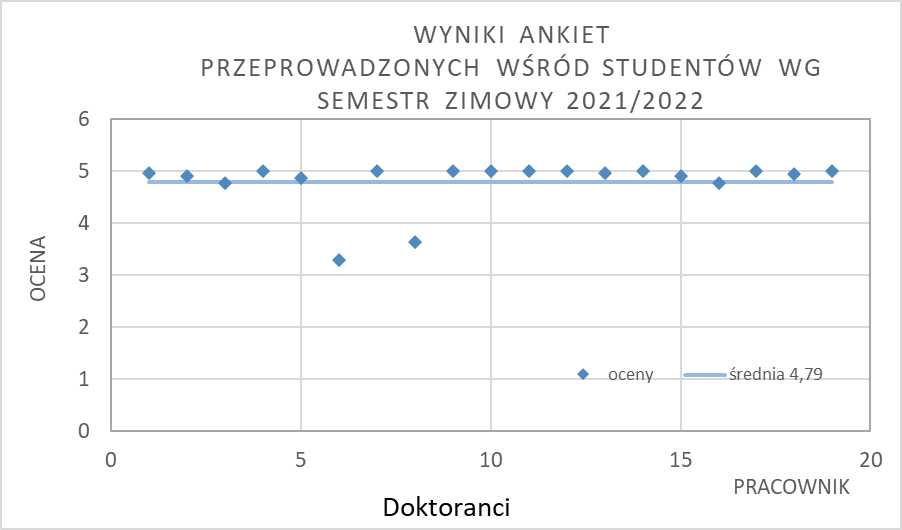 WYNIKI ANKIET
PRZEPROWADZONYCH WŚRÓD STUDENTÓW WG
SEMESTR ZIMOWY 2021/2022
6
5
4
3
2
1
0
OCENA
oceny
średnia 4,79
0
5
10
15
20
PRACOWNIK
Doktoranci